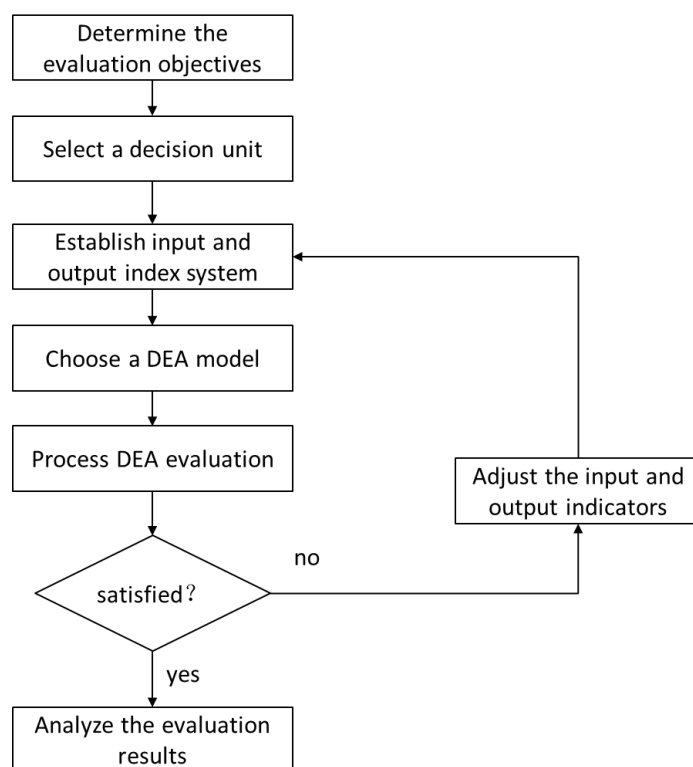 Determine the
evaluation objectives
Select a decision unit
Establish input and
output index system
Choose a DEA model
Process DEA evaluation
Adjust the input and
output indicators
no
satisfied？
yes
Analyze the evaluation
results